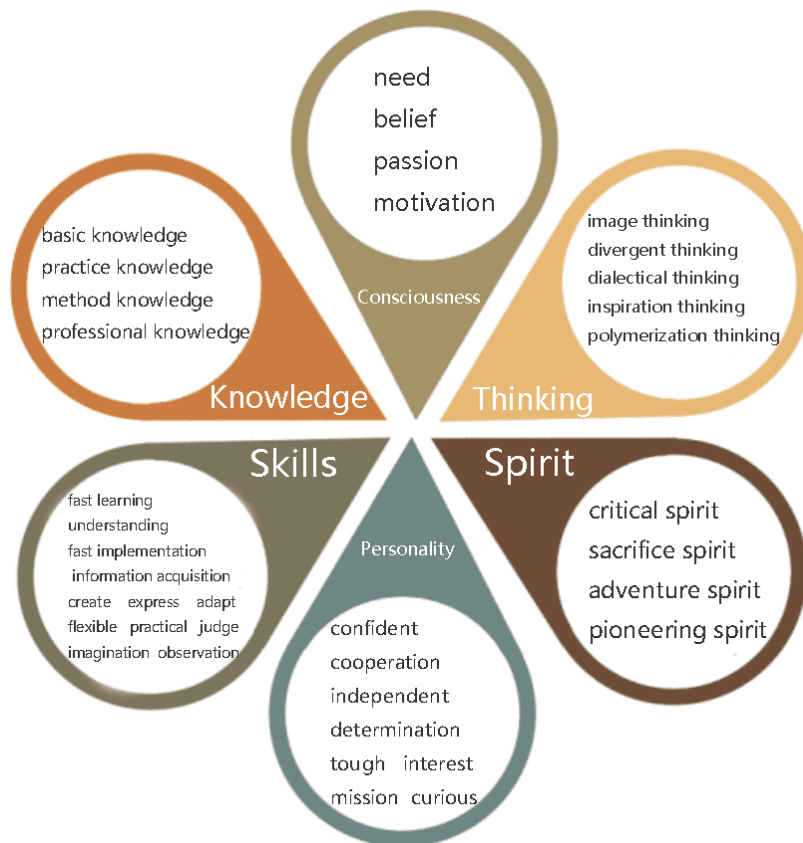 need
belief
passion
motivation
Consciousness
basic knowledge
practice knowledge
method knowledge
professional knowledge
Knowledge
image thinking
divergent thinking
dialectical thinking
inspiration thinking
polymerization thinking
Thinking
Skills
fast learning
understanding
fast implementation
information acquisition
create express adapt
flexible practical judge
imagination observation
Spirit
critical spirit
sacrifice spirit
adventure spirit
pioneering spirit
Personality
confident
cooperation
independent
determination
tough interest
mission curious